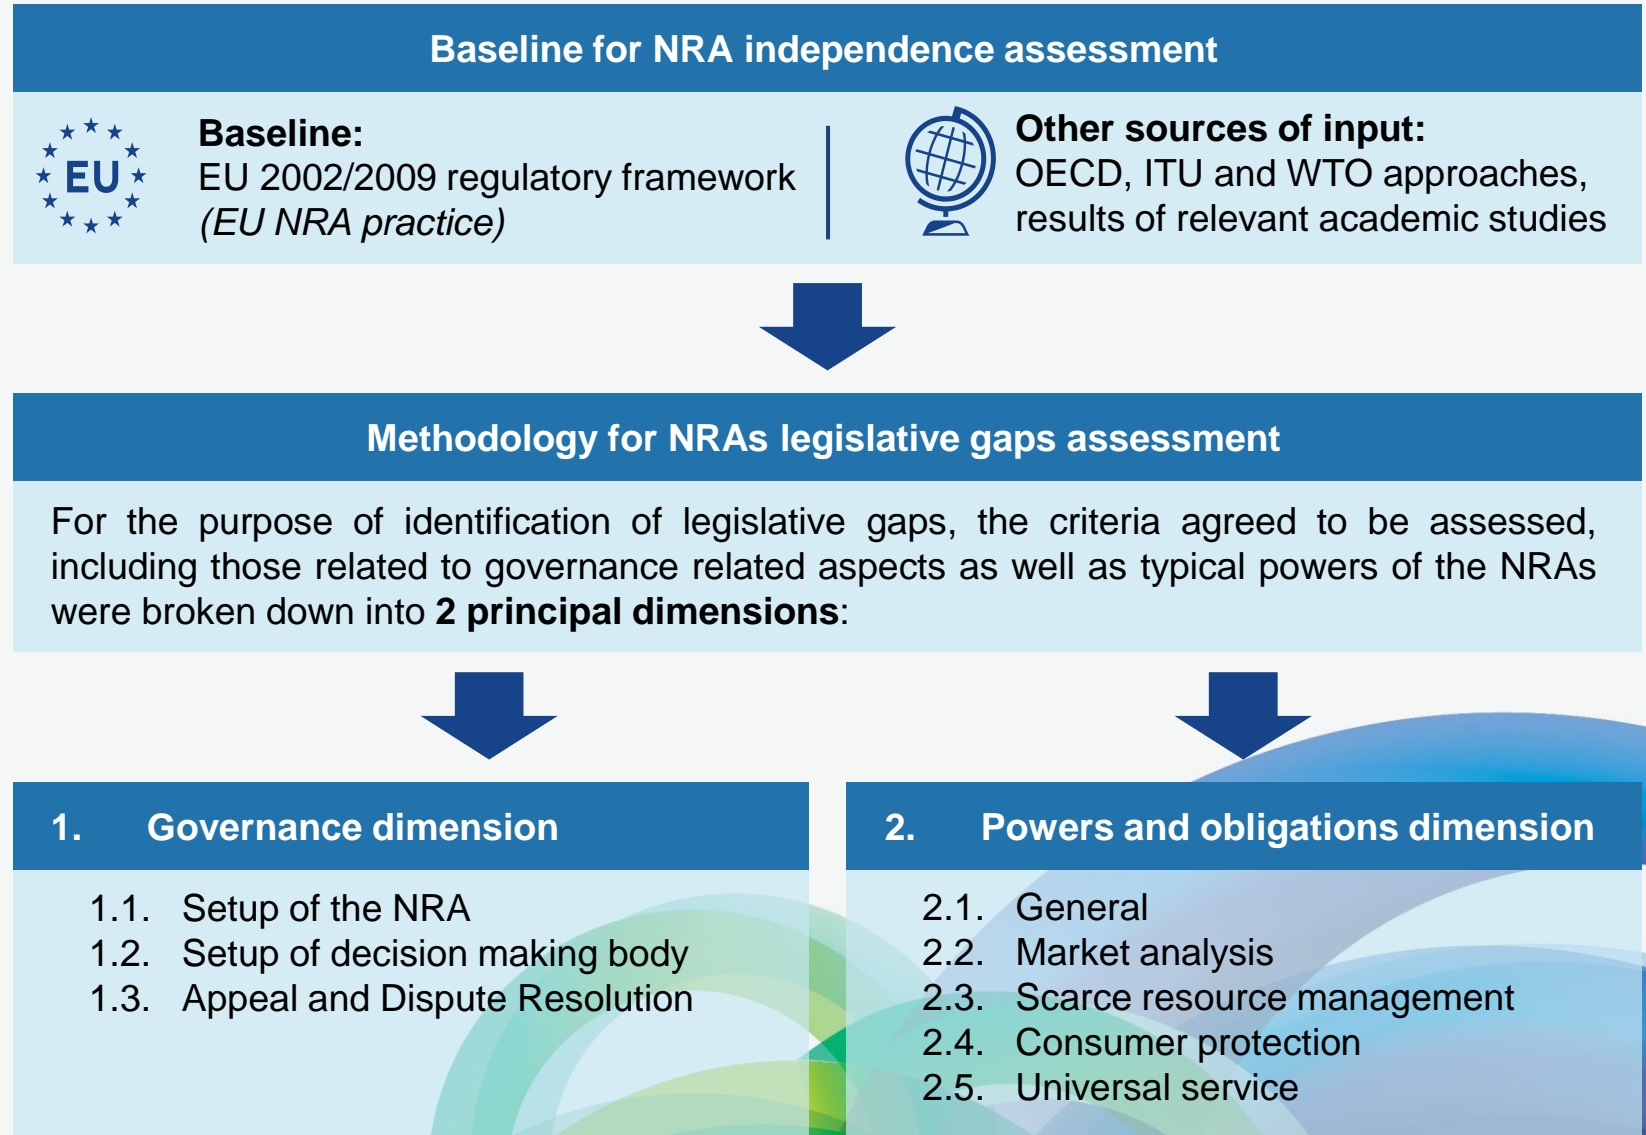 Baseline for NRA independence assessment
EU
Baseline:
EU 2002/2009 regulatory framework
(EU NRA practice)
Other sources of input:
OECD, ITU and WTO approaches,
results of relevant academic studies
Methodology for NRAs legislative gaps assessment
For the purpose of identification of legislative gaps, the criteria agreed to be assessed,
including those related to governance related aspects as well as typical powers of the NRAs
were broken down into 2 principal dimensions:
1. Governance dimension
1.1. Setup of the NRA
1.2. Setup of decision making body
1.3. Appeal and Dispute Resolution
2. Powers and obligations dimension
2.1. General
2.2. Market analysis
2.3. Scarce resource management
2.4. Consumer protection
2.5. Universal service